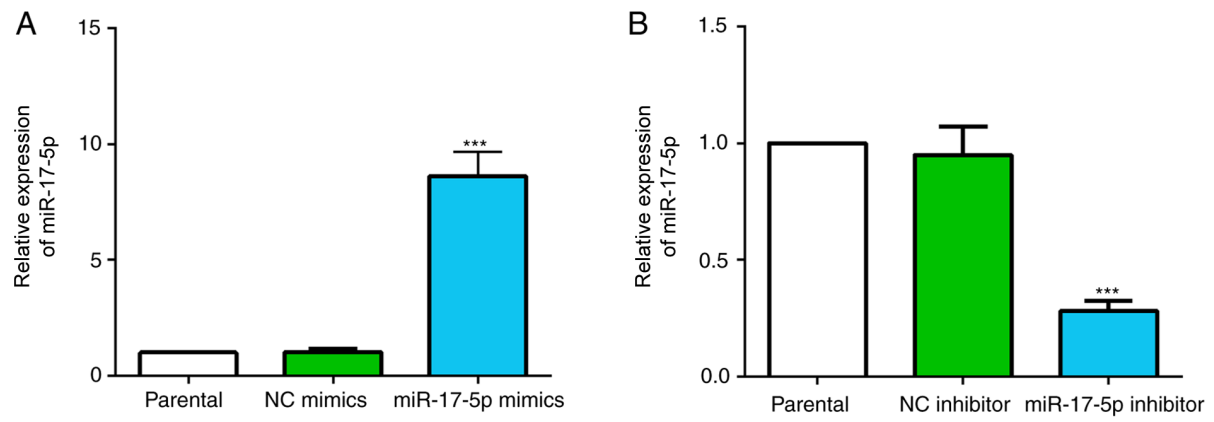 A
15
10
5
0
Relative expression
of miR-17-5p
***
Parental
NC mimics
miR-17-5p mimics
B
1.5
1.0
0.5
0.0
Relative expression
of miR-17-5p
***
Parental
NC inhibitor
miR-17-5p inhibitor